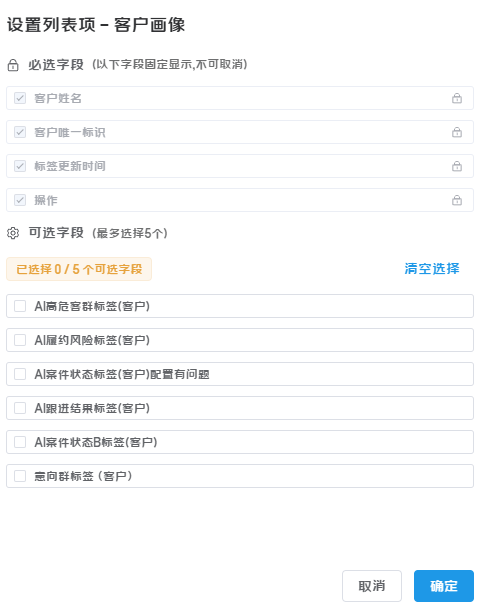 设置列表项 - 客户画像
必选字段 (以下字段固定显示,不可取消)
客户姓名
客户唯一标识
标签更新时间
操作
可选字段 (最多选择5个)
已选择 0 / 5 个可选字段 清空选择
AI高危客群标签(客户)
AI履约风险标签(客户)
AI案件状态标签(客户)配置有问题
AI跟进结果标签(客户)
AI案件状态B标签(客户)
意向群标签（客户）
取消 确定